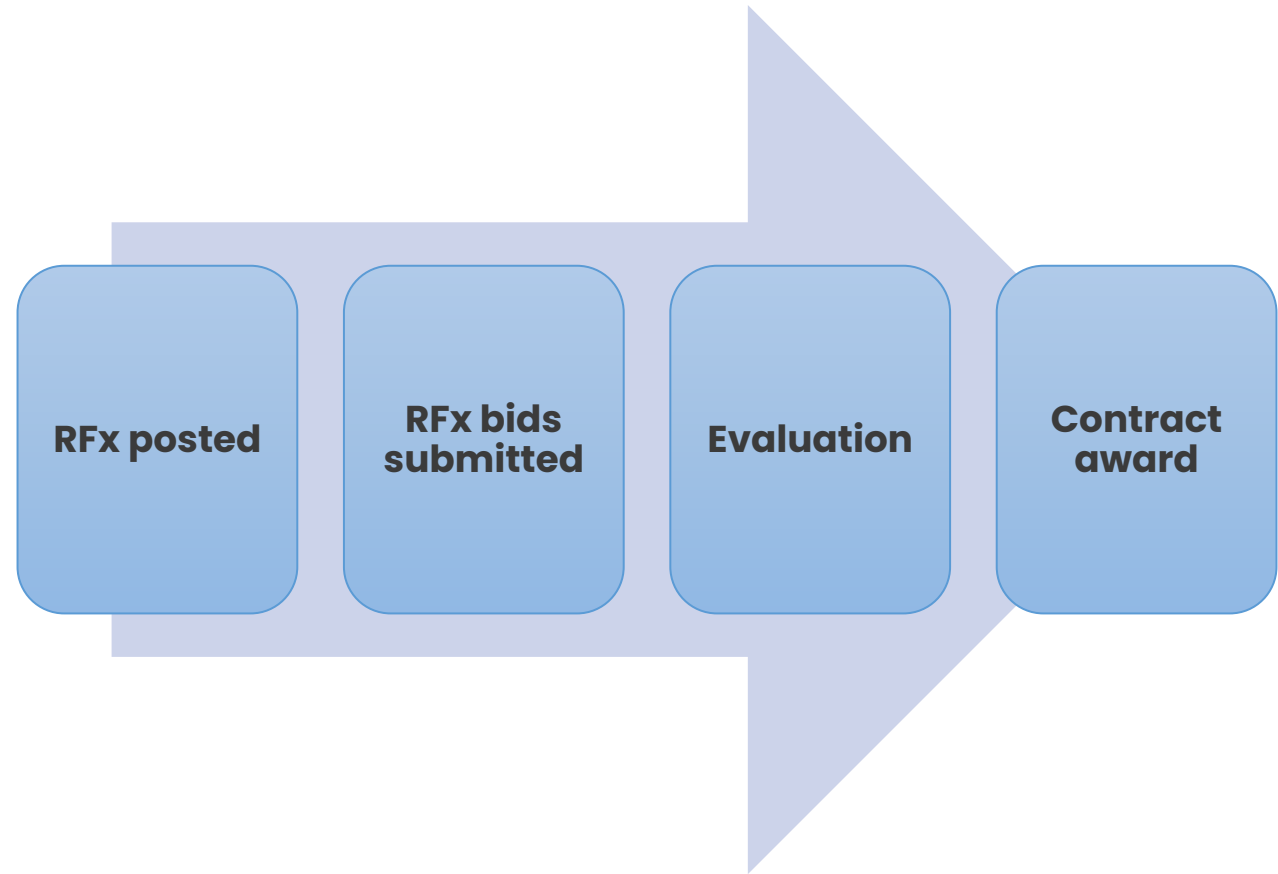 RFx posted
RFx bids
submitted
Evaluation
Contract
award